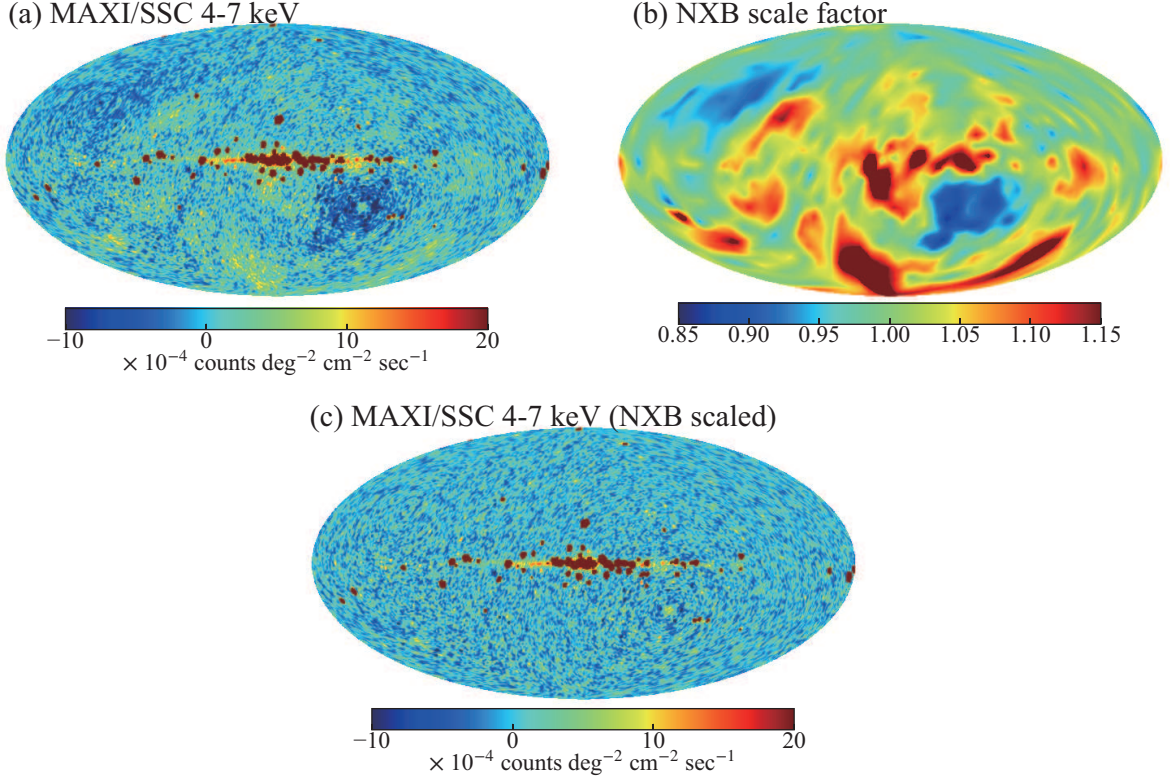 (a) MAXI/SSC 4-7 keV
(b) NXB scale factor
−10 0 10 20
× 10⁻⁴ counts deg⁻² cm⁻² sec⁻¹
0.85 0.90 0.95 1.00 1.05 1.10 1.15
(c) MAXI/SSC 4-7 keV (NXB scaled)
−10 0 10 20
× 10⁻⁴ counts deg⁻² cm⁻² sec⁻¹